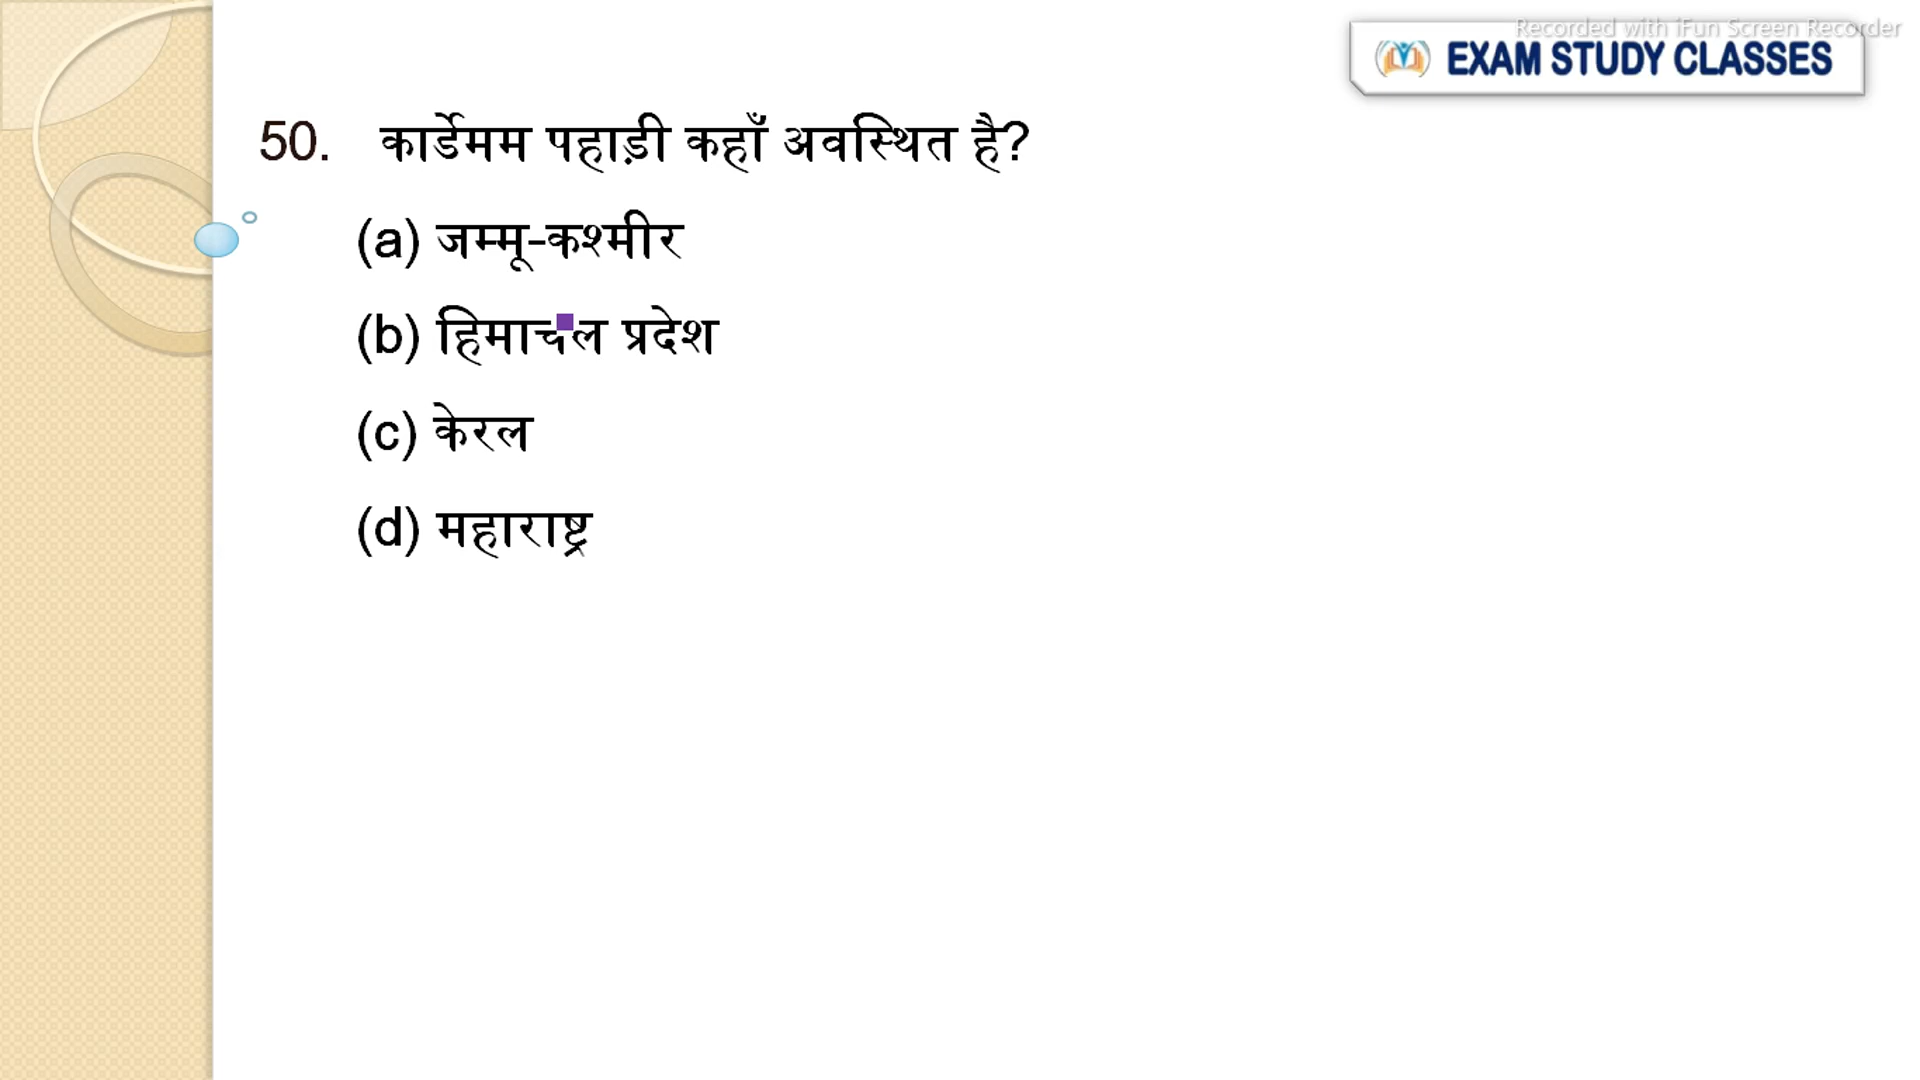 Recorded with iFun Screen Recorder
EXAM STUDY CLASSES
50. कार्डेमम पहाड़ी कहाँ अवस्थित है?
(a) जम्मू-कश्मीर
(b) हिमाचल प्रदेश
(c) केरल
(d) महाराष्ट्र